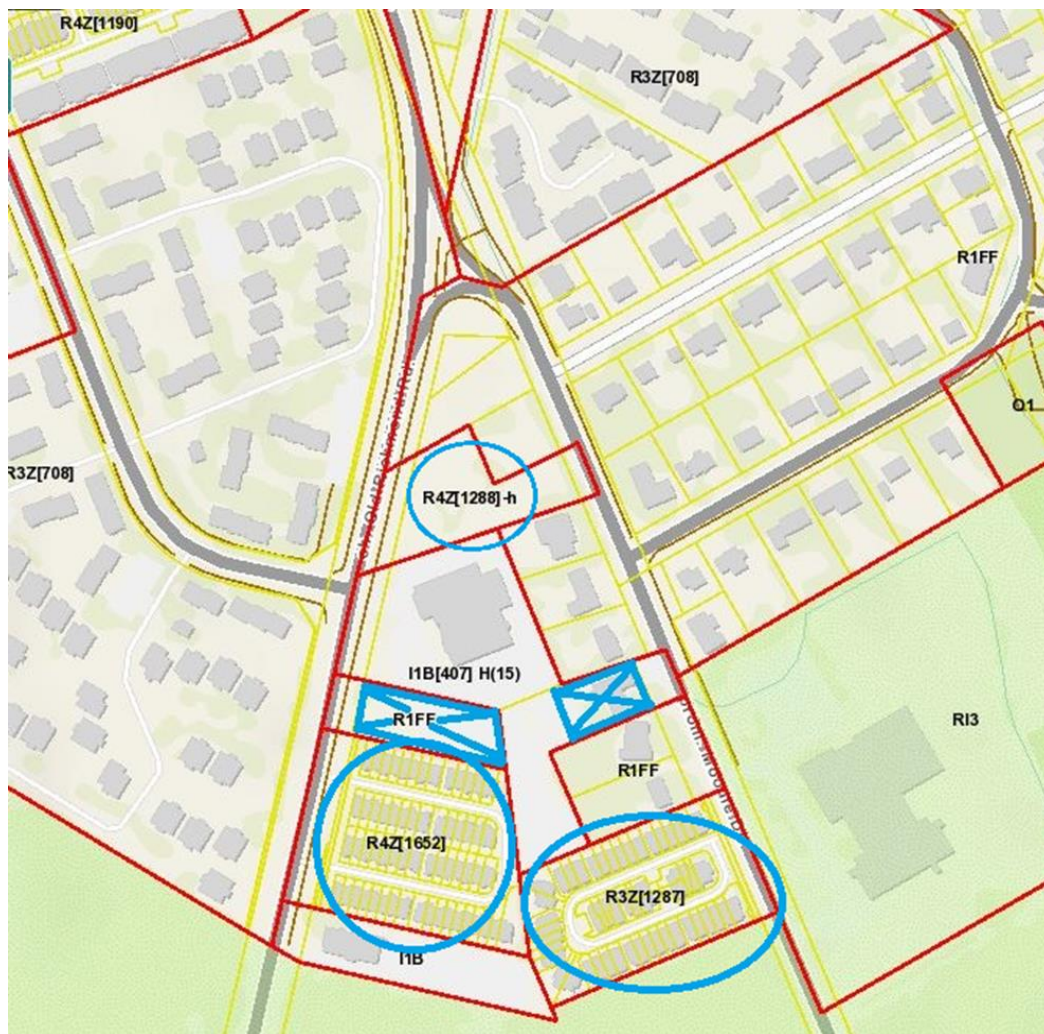 R4Z[1190]
R3Z[708]
R1FF
O1
R3Z[708]
R4Z[1288]-h
I1B[407] H(15)
R1FF
RI3
R1FF
R4Z[1652]
R3Z[1287]
I1B